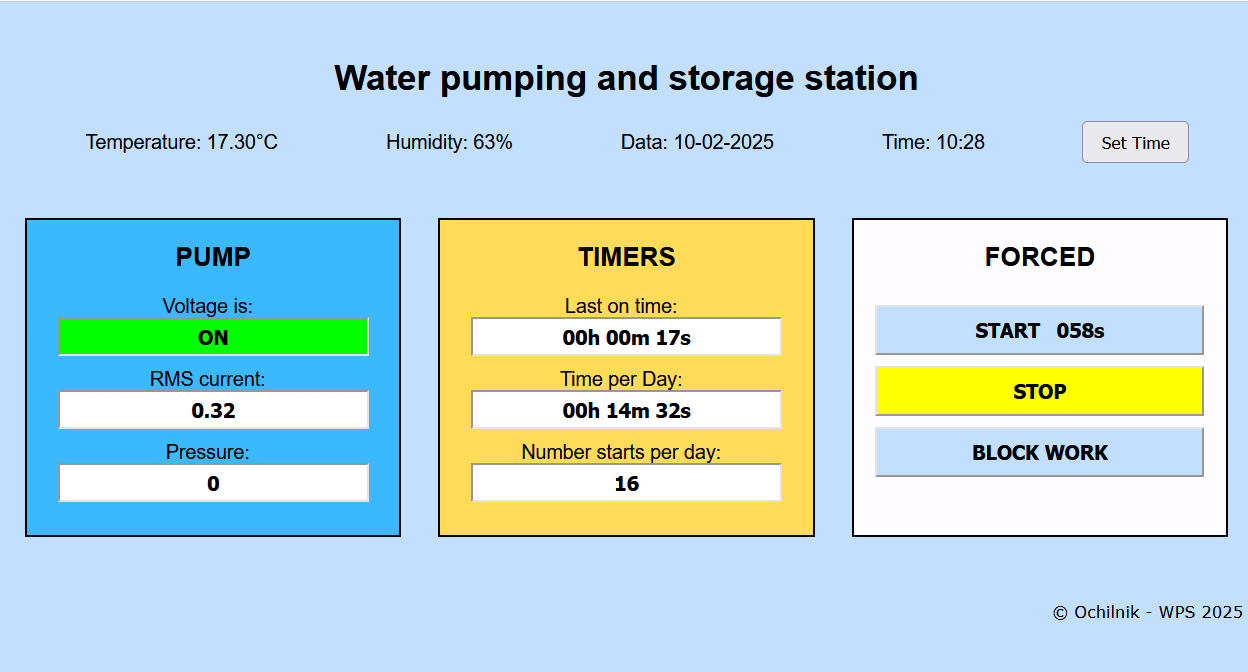 Water pumping and storage station
Temperature: 17.30°C
Humidity: 63%
Data: 10-02-2025
Time: 10:28
Set Time
PUMP
Voltage is:
ON
RMS current:
0.32
Pressure:
0
TIMERS
Last on time:
00h 00m 17s
Time per Day:
00h 14m 32s
Number starts per day:
16
FORCED
START 058s
STOP
BLOCK WORK
© Ochilnik - WPS 2025